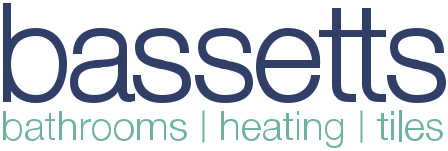 bassetts
bathrooms | heating | tiles